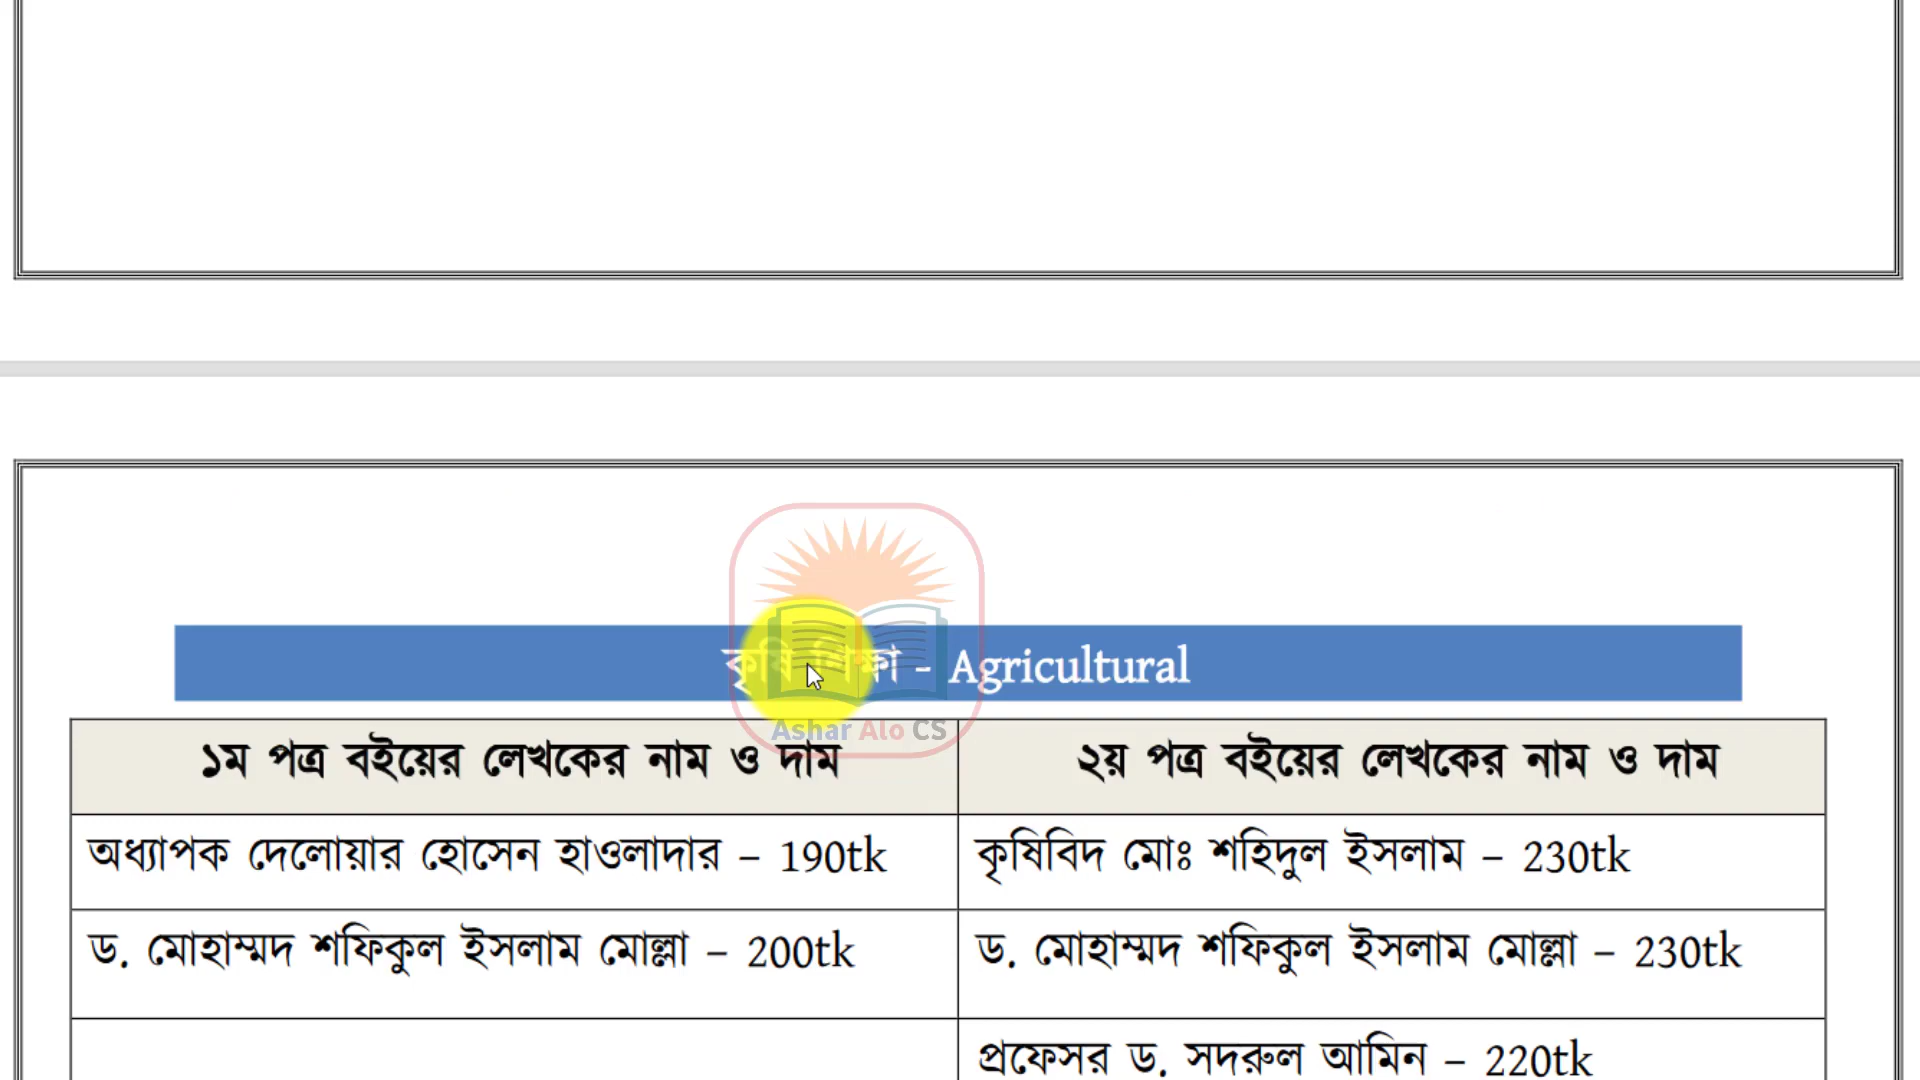 কৃষি শিক্ষা - Agricultural
Ashar Alo CS
১ম পত্র বইয়ের লেখকের নাম ও দাম
২য় পত্র বইয়ের লেখকের নাম ও দাম
অধ্যাপক দেলোয়ার হোসেন হাওলাদার – 190tk
কৃষিবিদ মোঃ শহিদুল ইসলাম – 230tk
ড. মোহাম্মদ শফিকুল ইসলাম মোল্লা – 200tk
ড. মোহাম্মদ শফিকুল ইসলাম মোল্লা – 230tk
প্রফেসর ড. সদরুল আমিন – 220tk